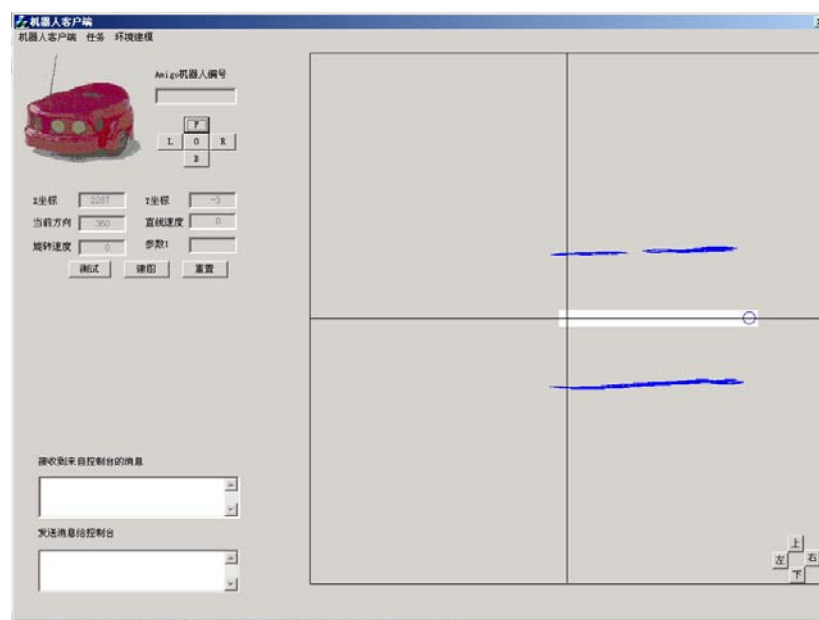 机器人客户端
机器人客户端 任务 环境建模
Amigo机器人编号
F
L O R
B
X坐标 2087 Y坐标 -3
当前方向 360 直线速度 0
旋转速度 0 参数1
测试 建图 重置
接收到来自控制台的消息
发送消息给控制台
上
左 右
下